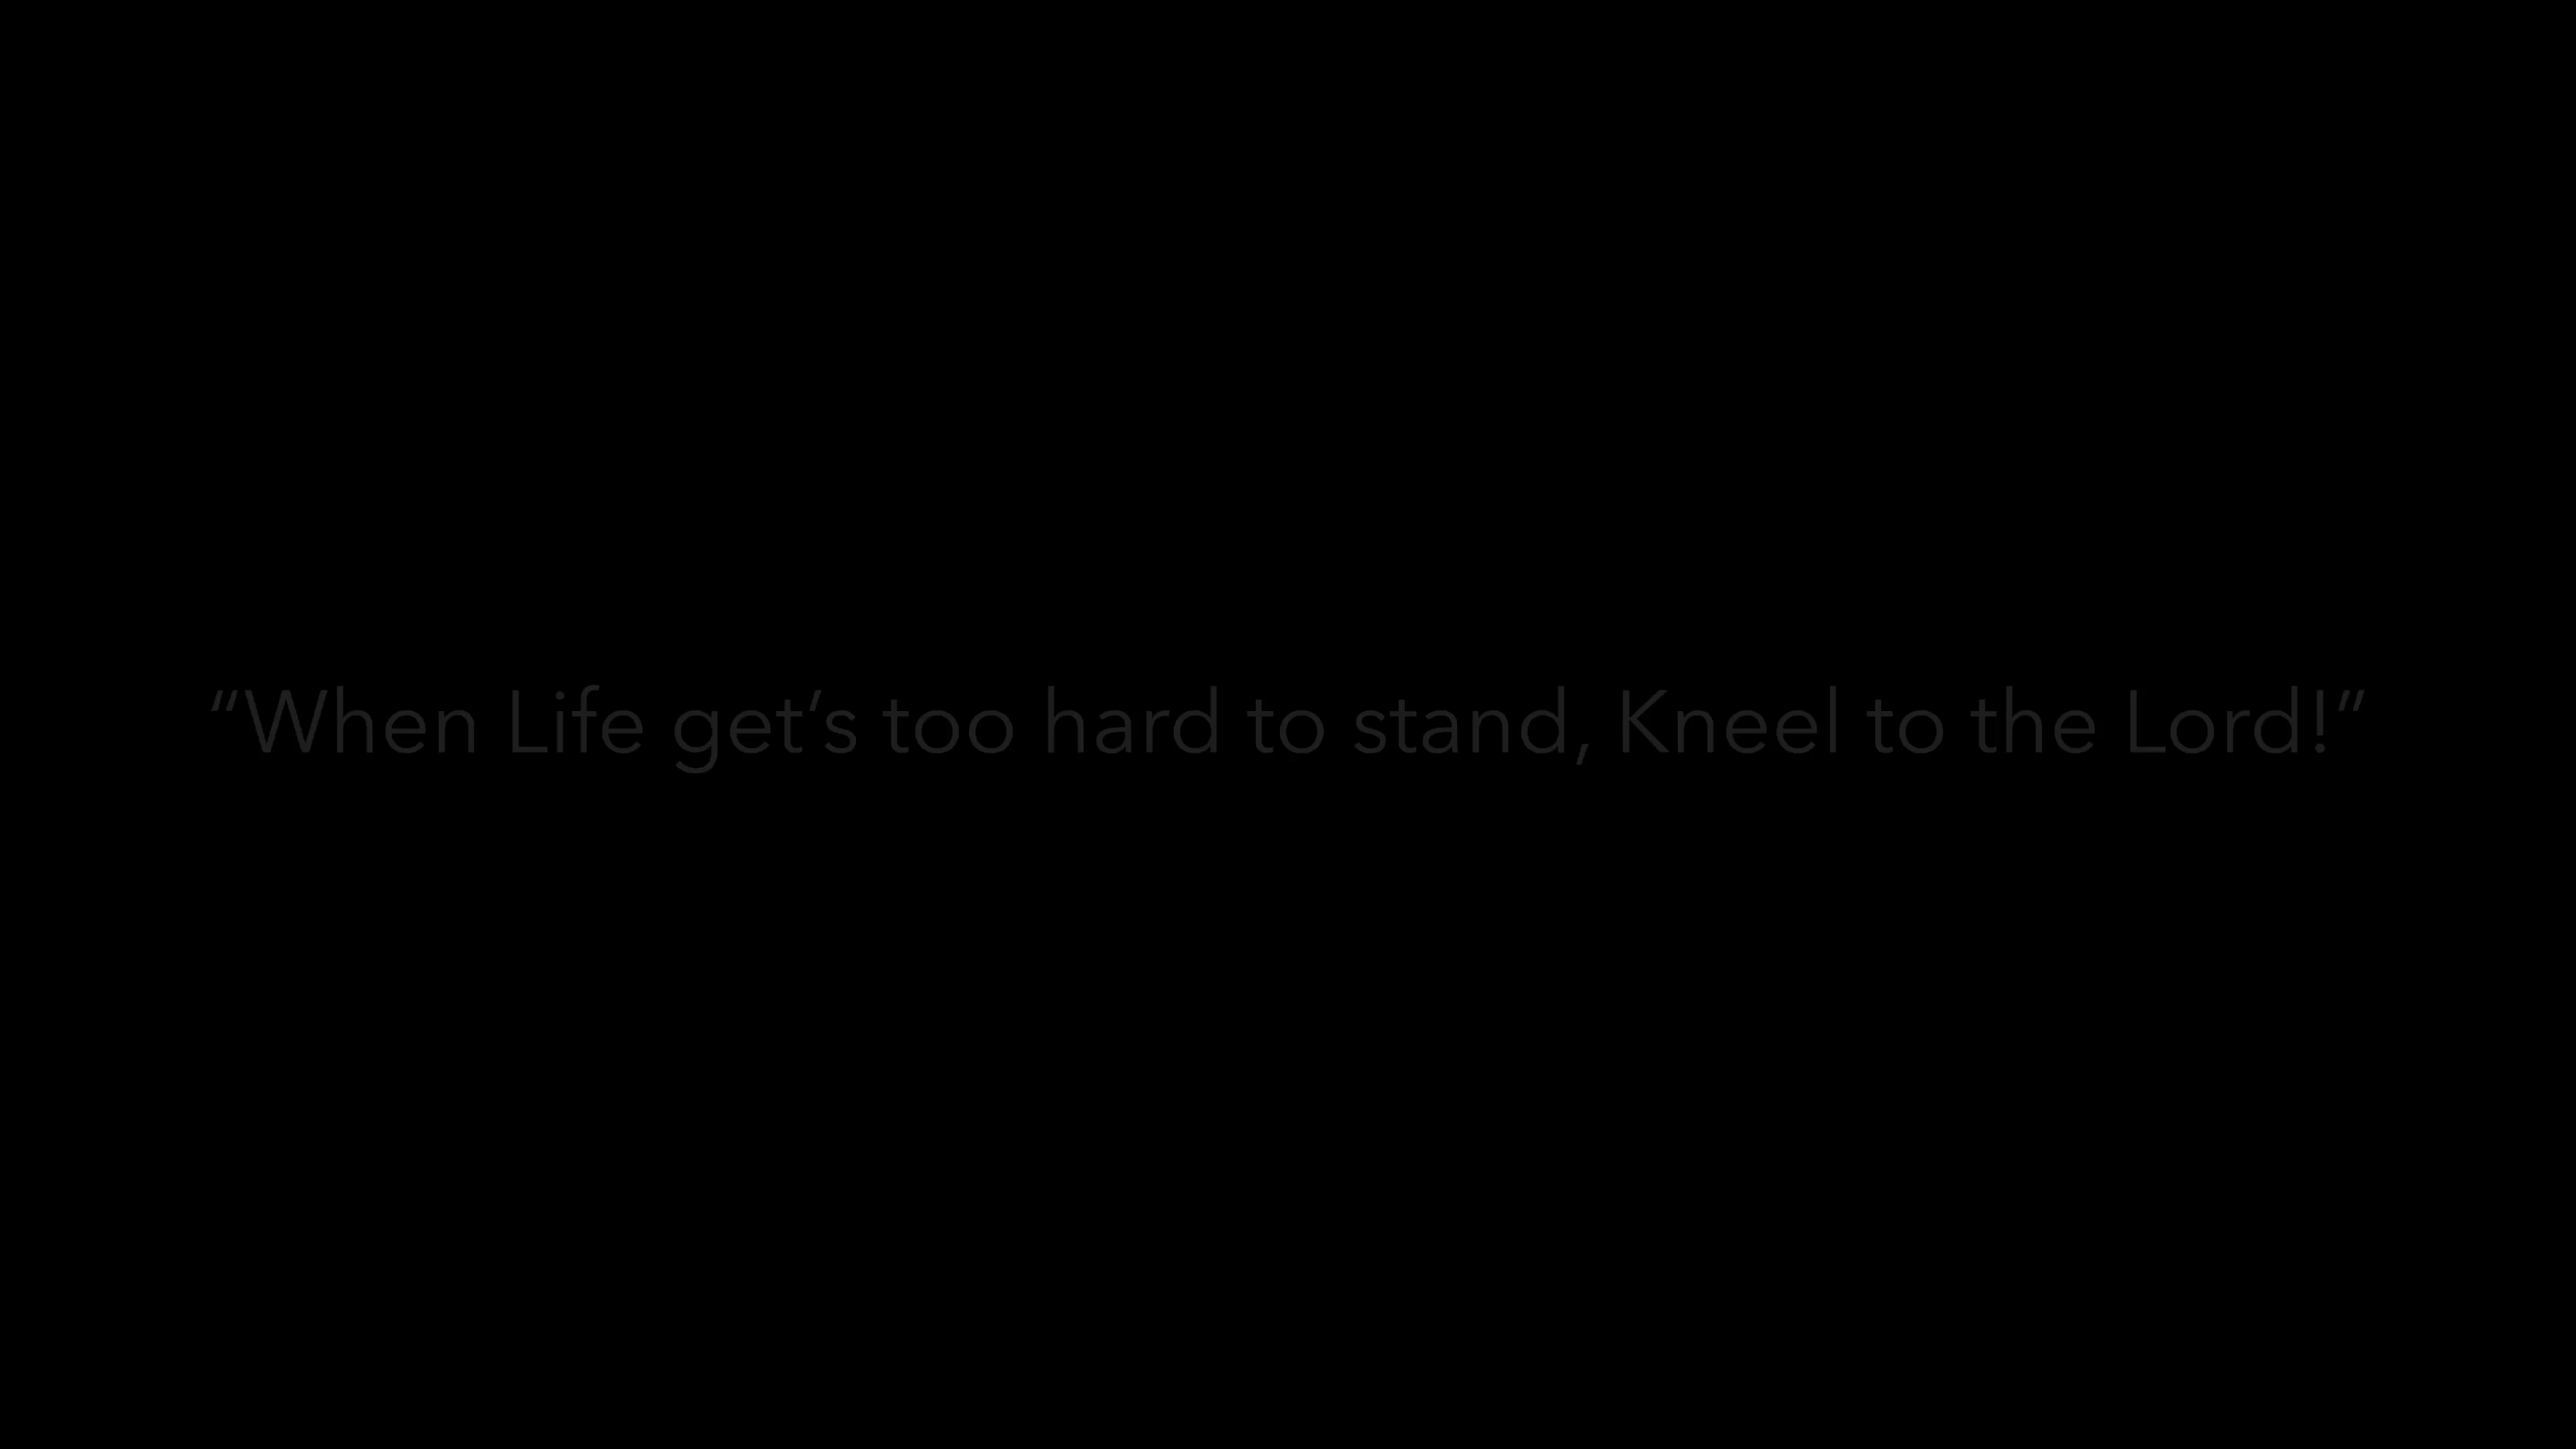 “When Life get’s too hard to stand, Kneel to the Lord!”